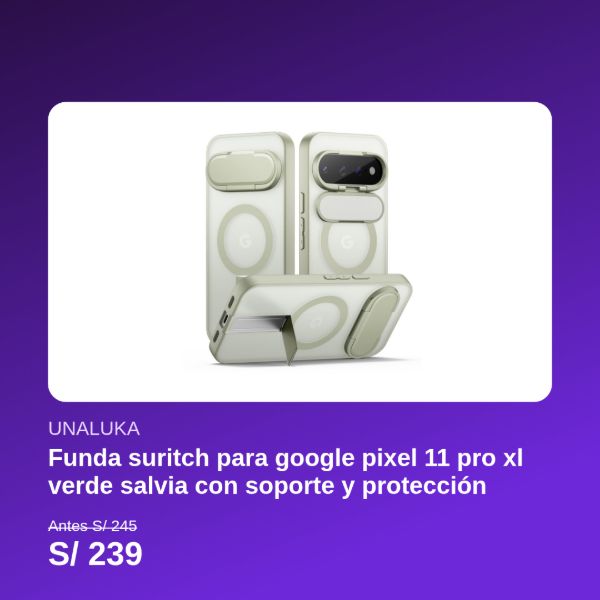 UNALUKA
Funda suritch para google pixel 11 pro xl
verde salvia con soporte y protección
Antes S/ 245
S/ 239